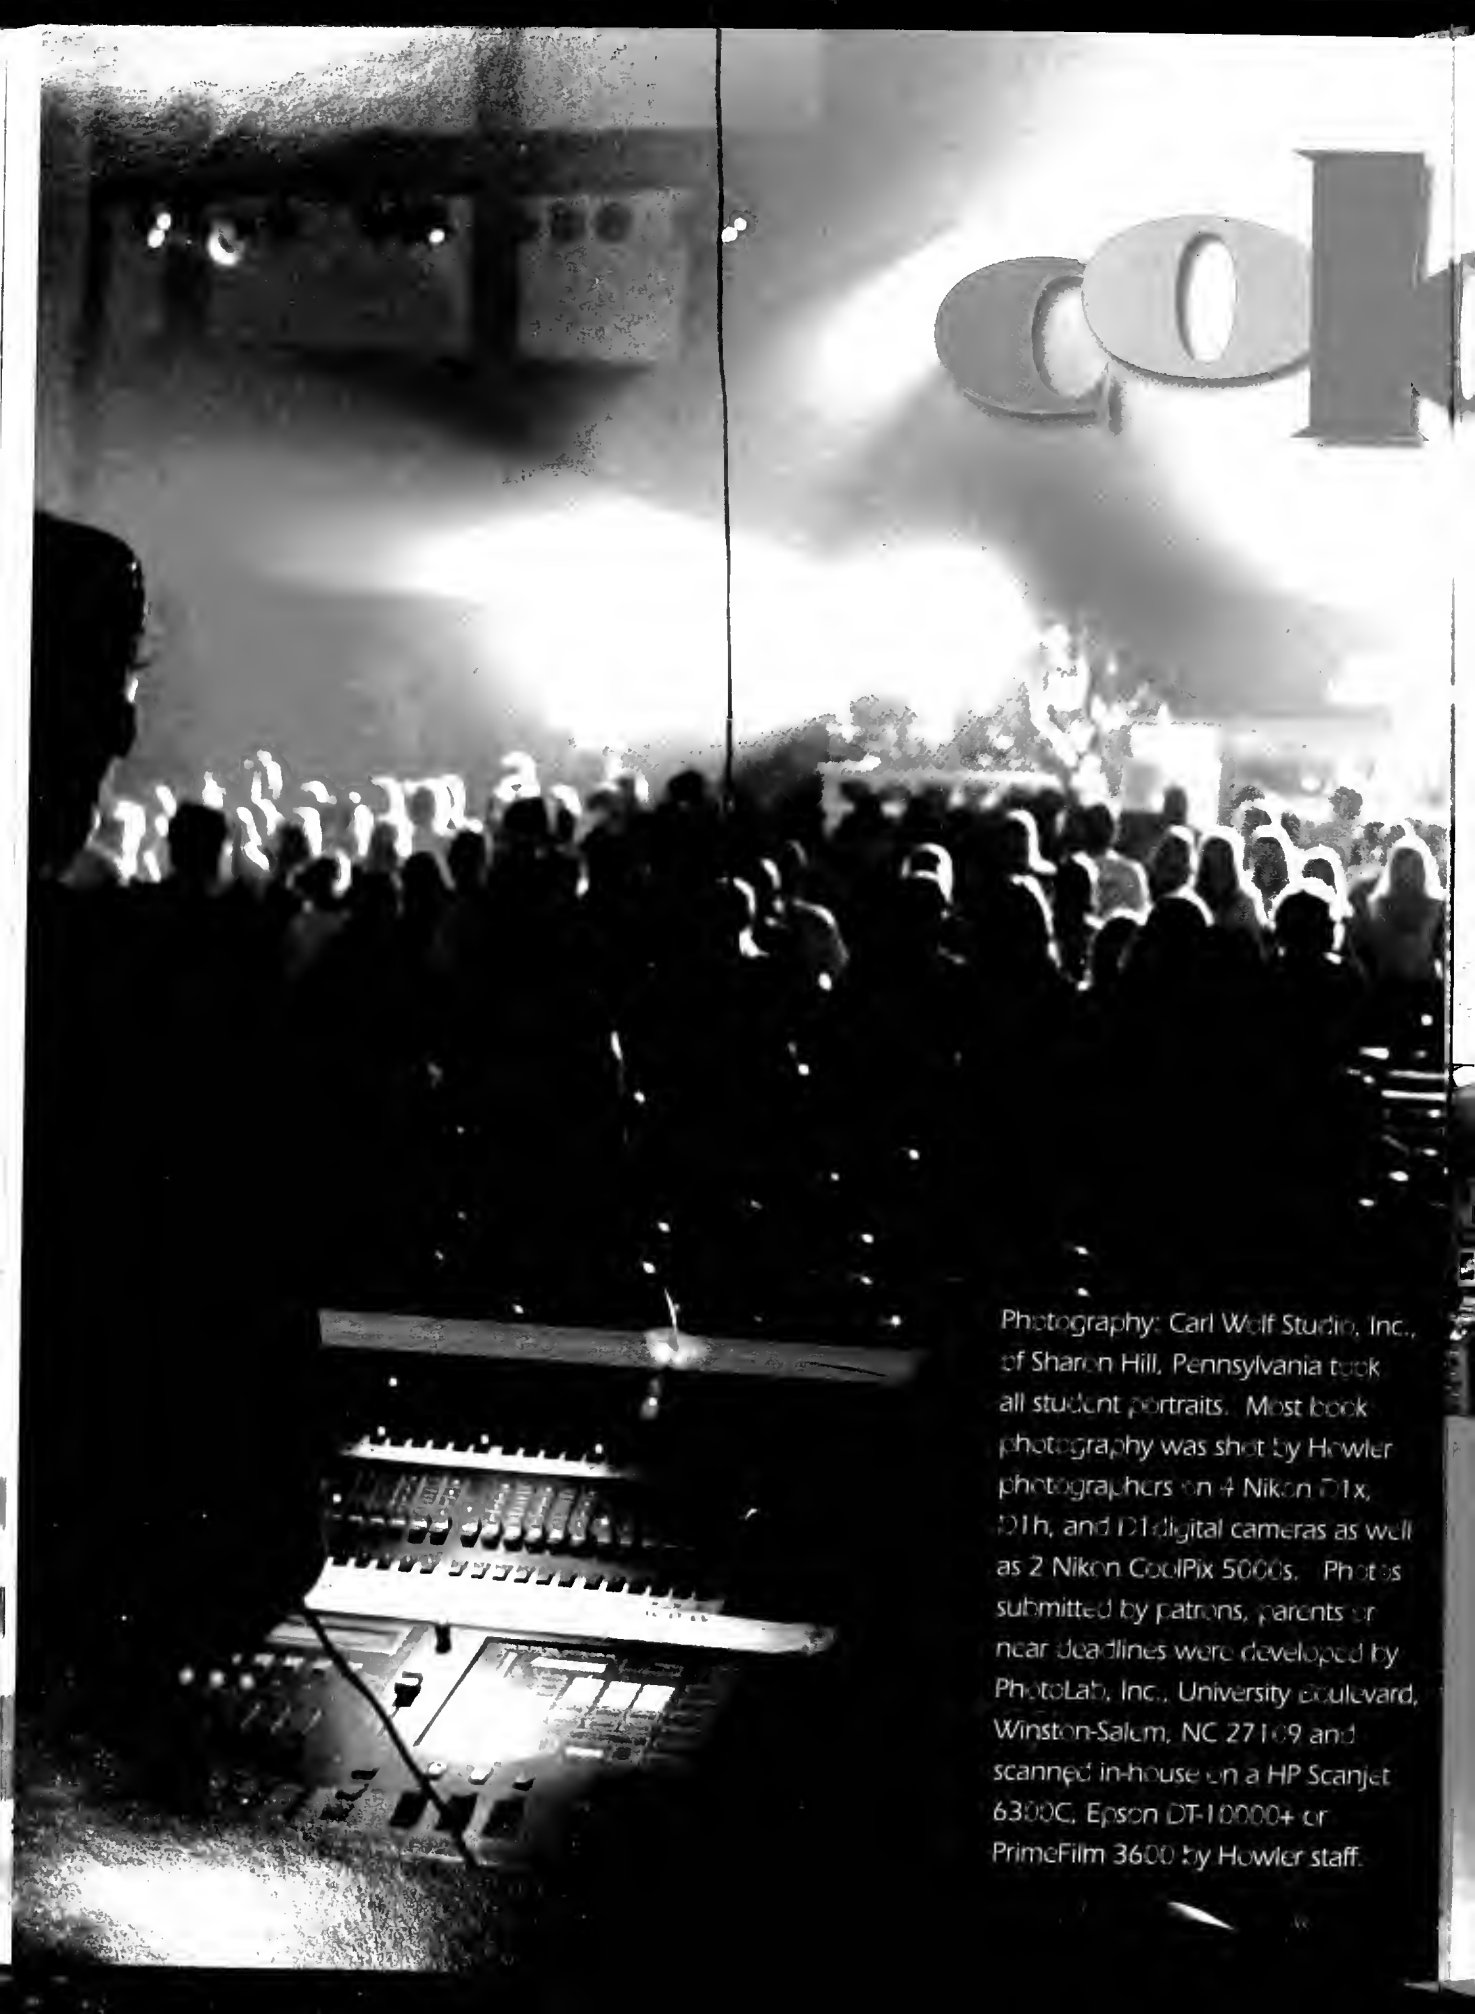 col
Photography: Carl Wolf Studio, Inc.,
of Sharon Hill, Pennsylvania took
all student portraits. Most book
photography was shot by Howler
photographers on 4 Nikon D1x,
D1h, and D1digital cameras as well
as 2 Nikon CoolPix 5000s. Photos
submitted by patrons, parents or
near deadlines were developed by
PhotoLab, Inc., University Boulevard,
Winston-Salem, NC 27109 and
scanned in-house on a HP Scanjet
6300C, Epson DT-10000+ or
PrimeFilm 3600 by Howler staff.